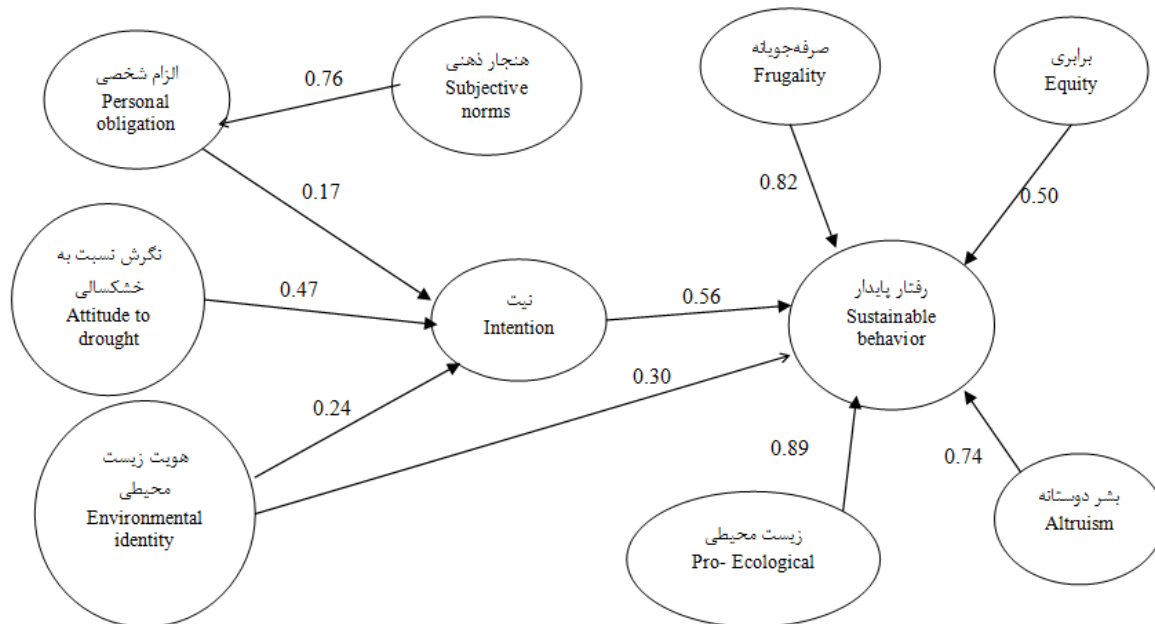 الزام شخصی
Personal
obligation
0.76
هنجار ذهنی
Subjective
norms
صرفه‌جویانه
Frugality
برابری
Equity
0.17
0.82
0.50
نگرش نسبت به
خشکسالی
Attitude to
drought
0.47
نیت
Intention
0.56
رفتار پایدار
Sustainable
behavior
0.24
0.30
هویت زیست
محیطی
Environmental
identity
0.89
زیست محیطی
Pro- Ecological
0.74
بشر دوستانه
Altruism